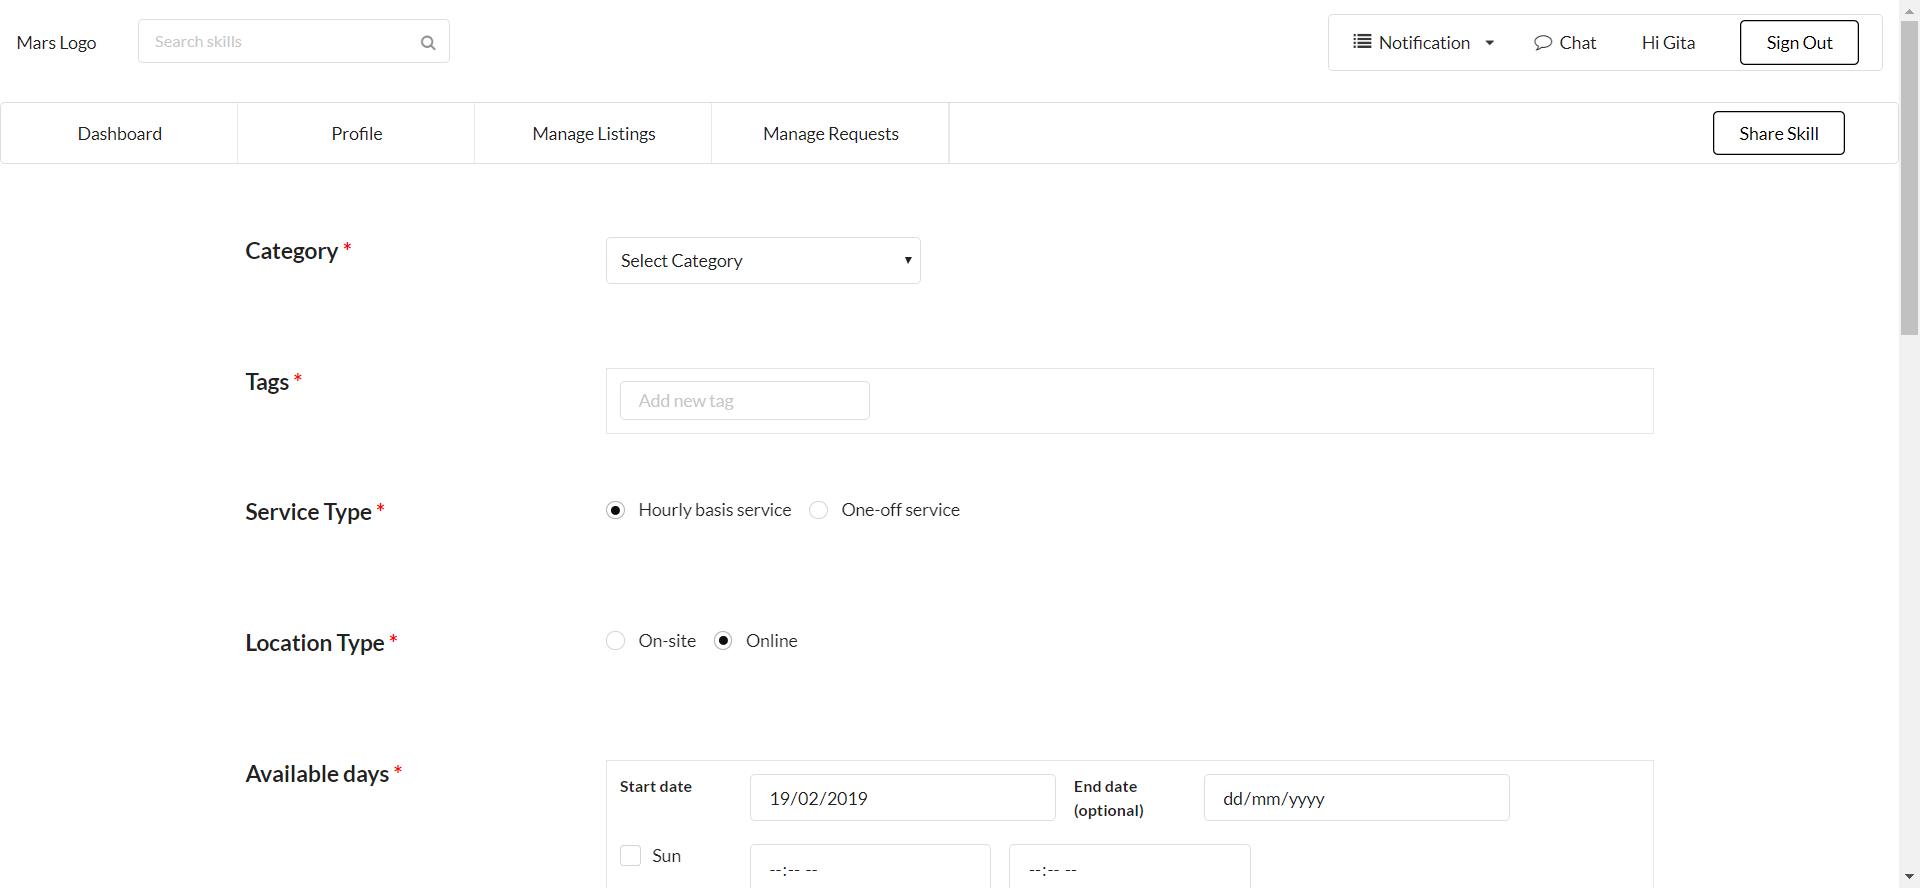 Mars Logo
Search skills
Notification
Chat
Hi Gita
Sign Out
Dashboard
Profile
Manage Listings
Manage Requests
Share Skill
Category *
Select Category
Tags *
Add new tag
Service Type *
Hourly basis service
One-off service
Location Type *
On-site
Online
Available days *
Start date
19/02/2019
End date
(optional)
dd/mm/yyyy
Sun
--:-- --
--:-- --